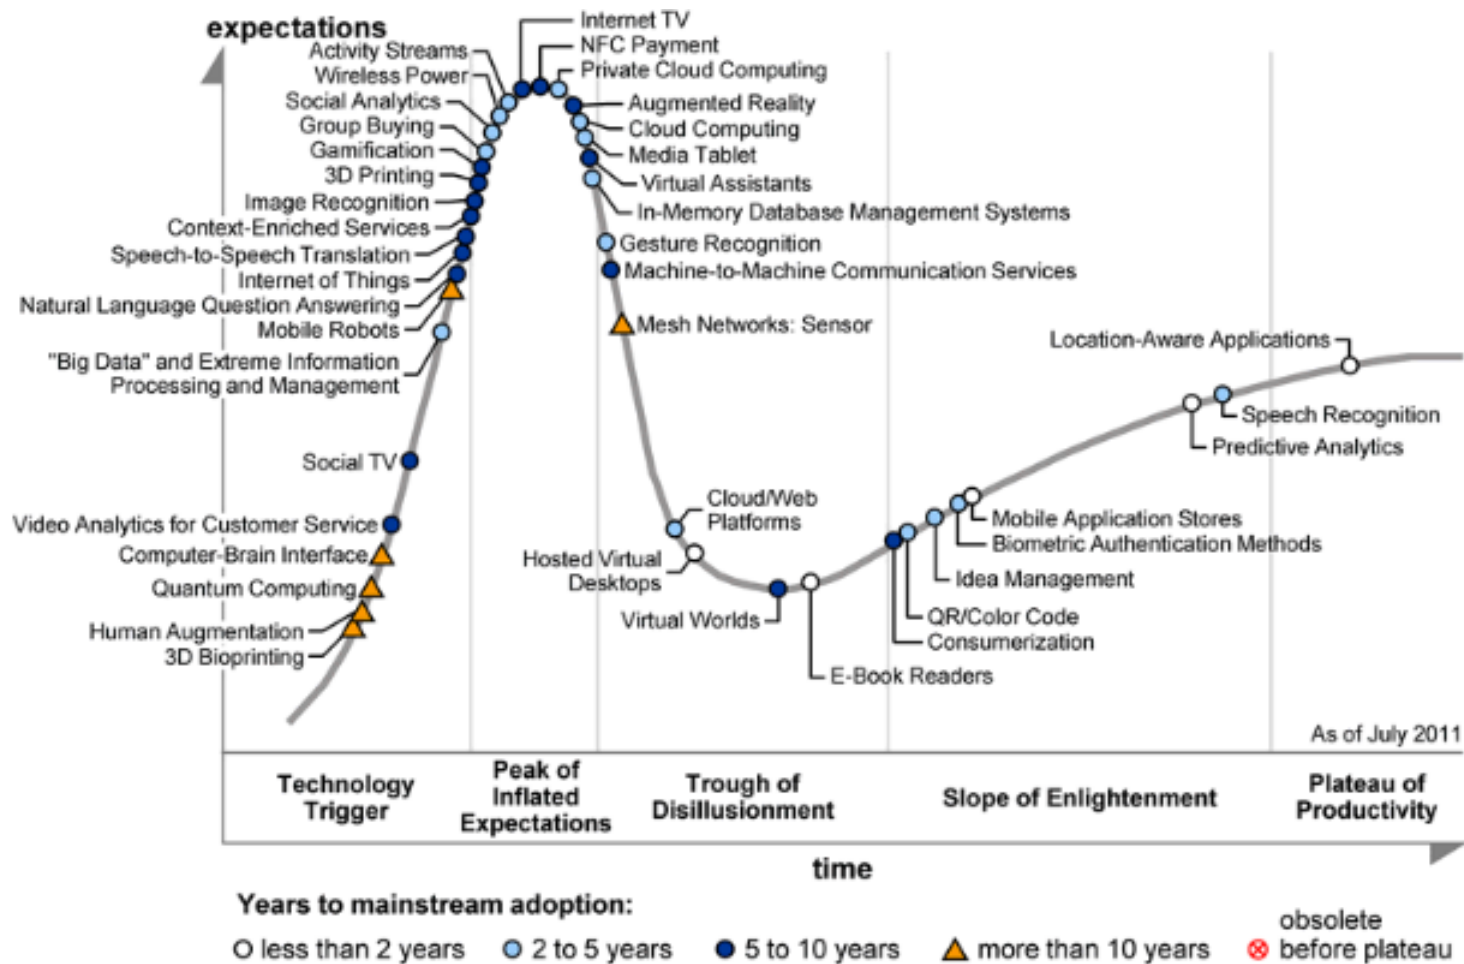 expectations
Internet TV
NFC Payment
Activity Streams
Private Cloud Computing
Wireless Power
Social Analytics
Augmented Reality
Group Buying
Cloud Computing
Gamification
Media Tablet
3D Printing
Virtual Assistants
Image Recognition
In-Memory Database Management Systems
Context-Enriched Services
Gesture Recognition
Speech-to-Speech Translation
Machine-to-Machine Communication Services
Internet of Things
Natural Language Question Answering
Mobile Robots
Mesh Networks: Sensor
Location-Aware Applications
"Big Data" and Extreme Information
Processing and Management
Speech Recognition
Predictive Analytics
Social TV
Cloud/Web
Platforms
Video Analytics for Customer Service
Mobile Application Stores
Biometric Authentication Methods
Computer-Brain Interface
Hosted Virtual
Desktops
Idea Management
Quantum Computing
QR/Color Code
Virtual Worlds
Human Augmentation
Consumerization
3D Bioprinting
E-Book Readers
As of July 2011
Technology
Trigger
Peak of
Inflated
Expectations
Trough of
Disillusionment
Slope of Enlightenment
Plateau of
Productivity
time
Years to mainstream adoption:
less than 2 years
2 to 5 years
5 to 10 years
more than 10 years
obsolete
before plateau